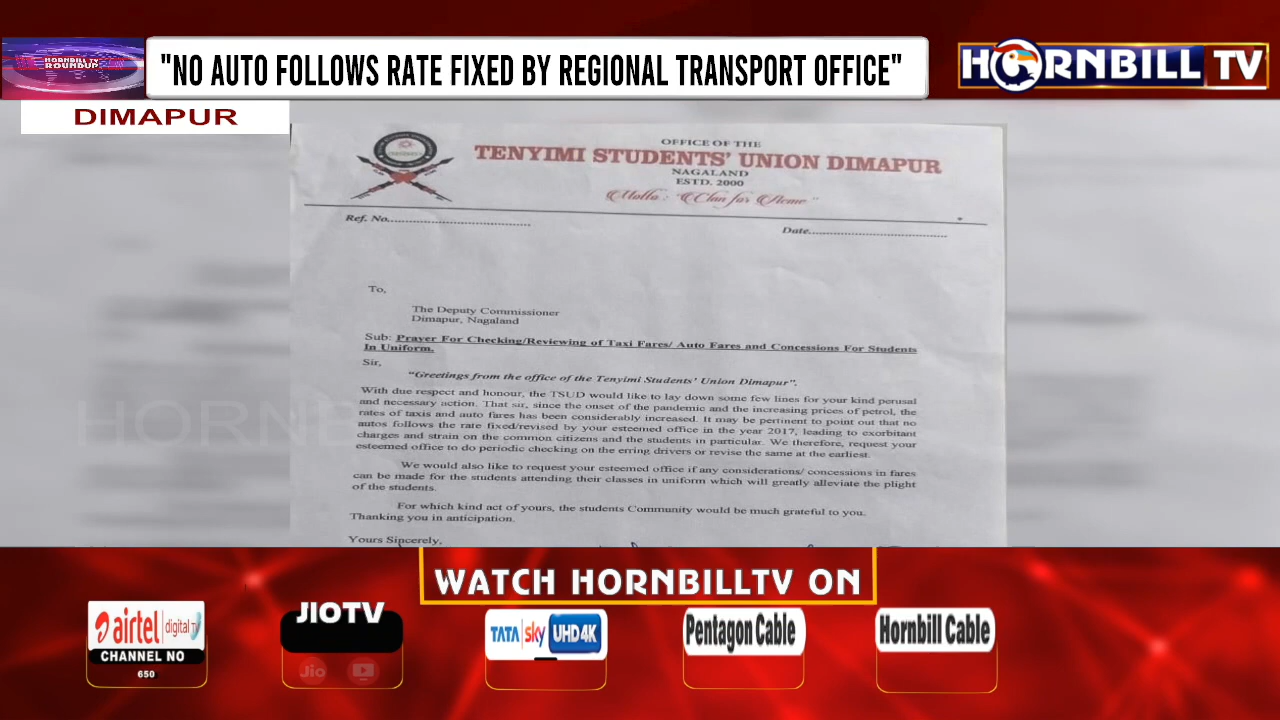 HORNBILL TV
ROUNDUP
"NO AUTO FOLLOWS RATE FIXED BY REGIONAL TRANSPORT OFFICE"
HORNBILL TV
DIMAPUR
OFFICE OF THE
TENYIMI STUDENTS' UNION DIMAPUR
NAGALAND
ESTD. 2000
Motto : "Clan for Acme"
Ref. No.
Date
To,
The Deputy Commissioner
Dimapur, Nagaland
Sub: Prayer For Checking/Reviewing of Taxi Fares/ Auto Fares and Concessions For Students
In Uniform.
Sir,
"Greetings from the office of the Tenyimi Students' Union Dimapur".
With due respect and honour, the TSUD would like to lay down some few lines for your kind perusal
and necessary action. That sir, since the onset of the pandemic and the increasing prices of petrol, the
rates of taxis and auto fares has been considerably increased. It may be pertinent to point out that no
autos follows the rate fixed/revised by your esteemed office in the year 2017, leading to exorbitant
charges and strain on the common citizens and the students in particular. We therefore, request your
esteemed office to do periodic checking on the erring drivers or revise the same at the earliest.
We would also like to request your esteemed office if any considerations/ concessions in fares
can be made for the students attending their classes in uniform which will greatly alleviate the plight
of the students.
For which kind act of yours, the students Community would be much grateful to you.
Thanking you in anticipation.
Yours Sincerely,
HORNB
WATCH HORNBILLTV ON
airtel digital TV
CHANNEL NO
650
JIOTV
Jio
TATA sky UHD4K
Pentagon Cable
Hornbill Cable